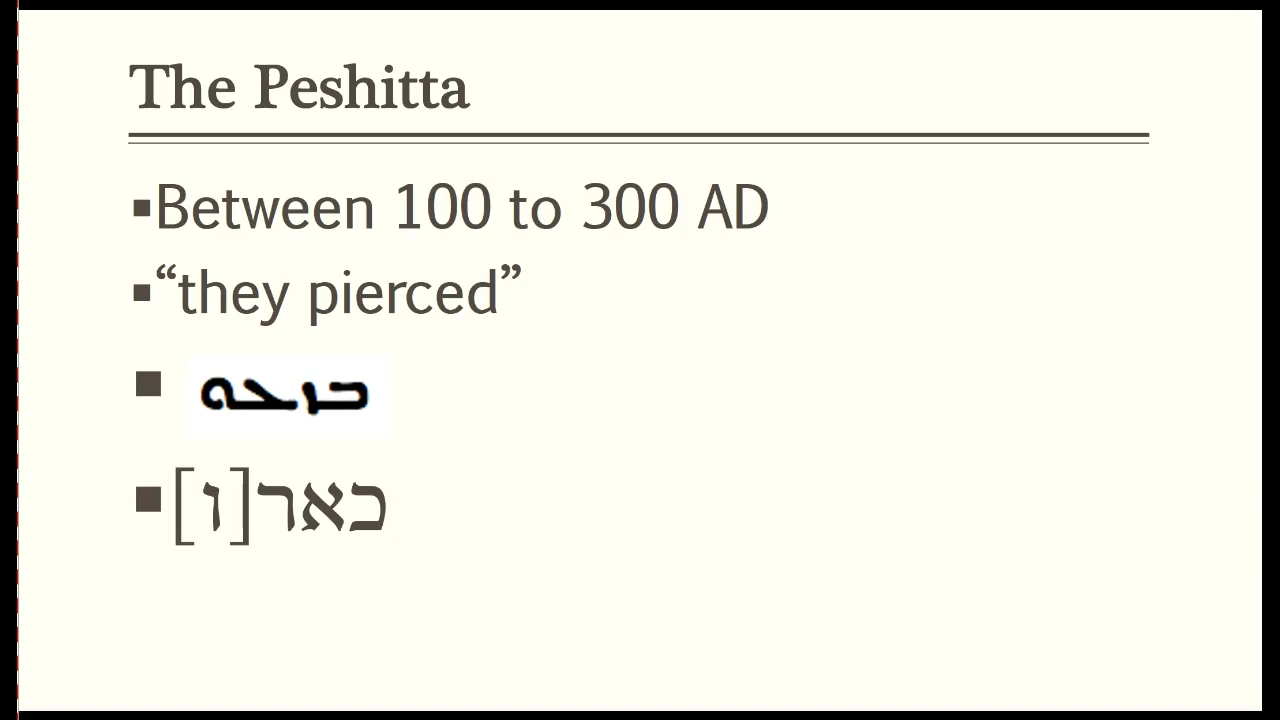 The Peshitta
▪Between 100 to 300 AD
▪“they pierced”
▪ ܒܙܥܘ
▪כאר[ו]